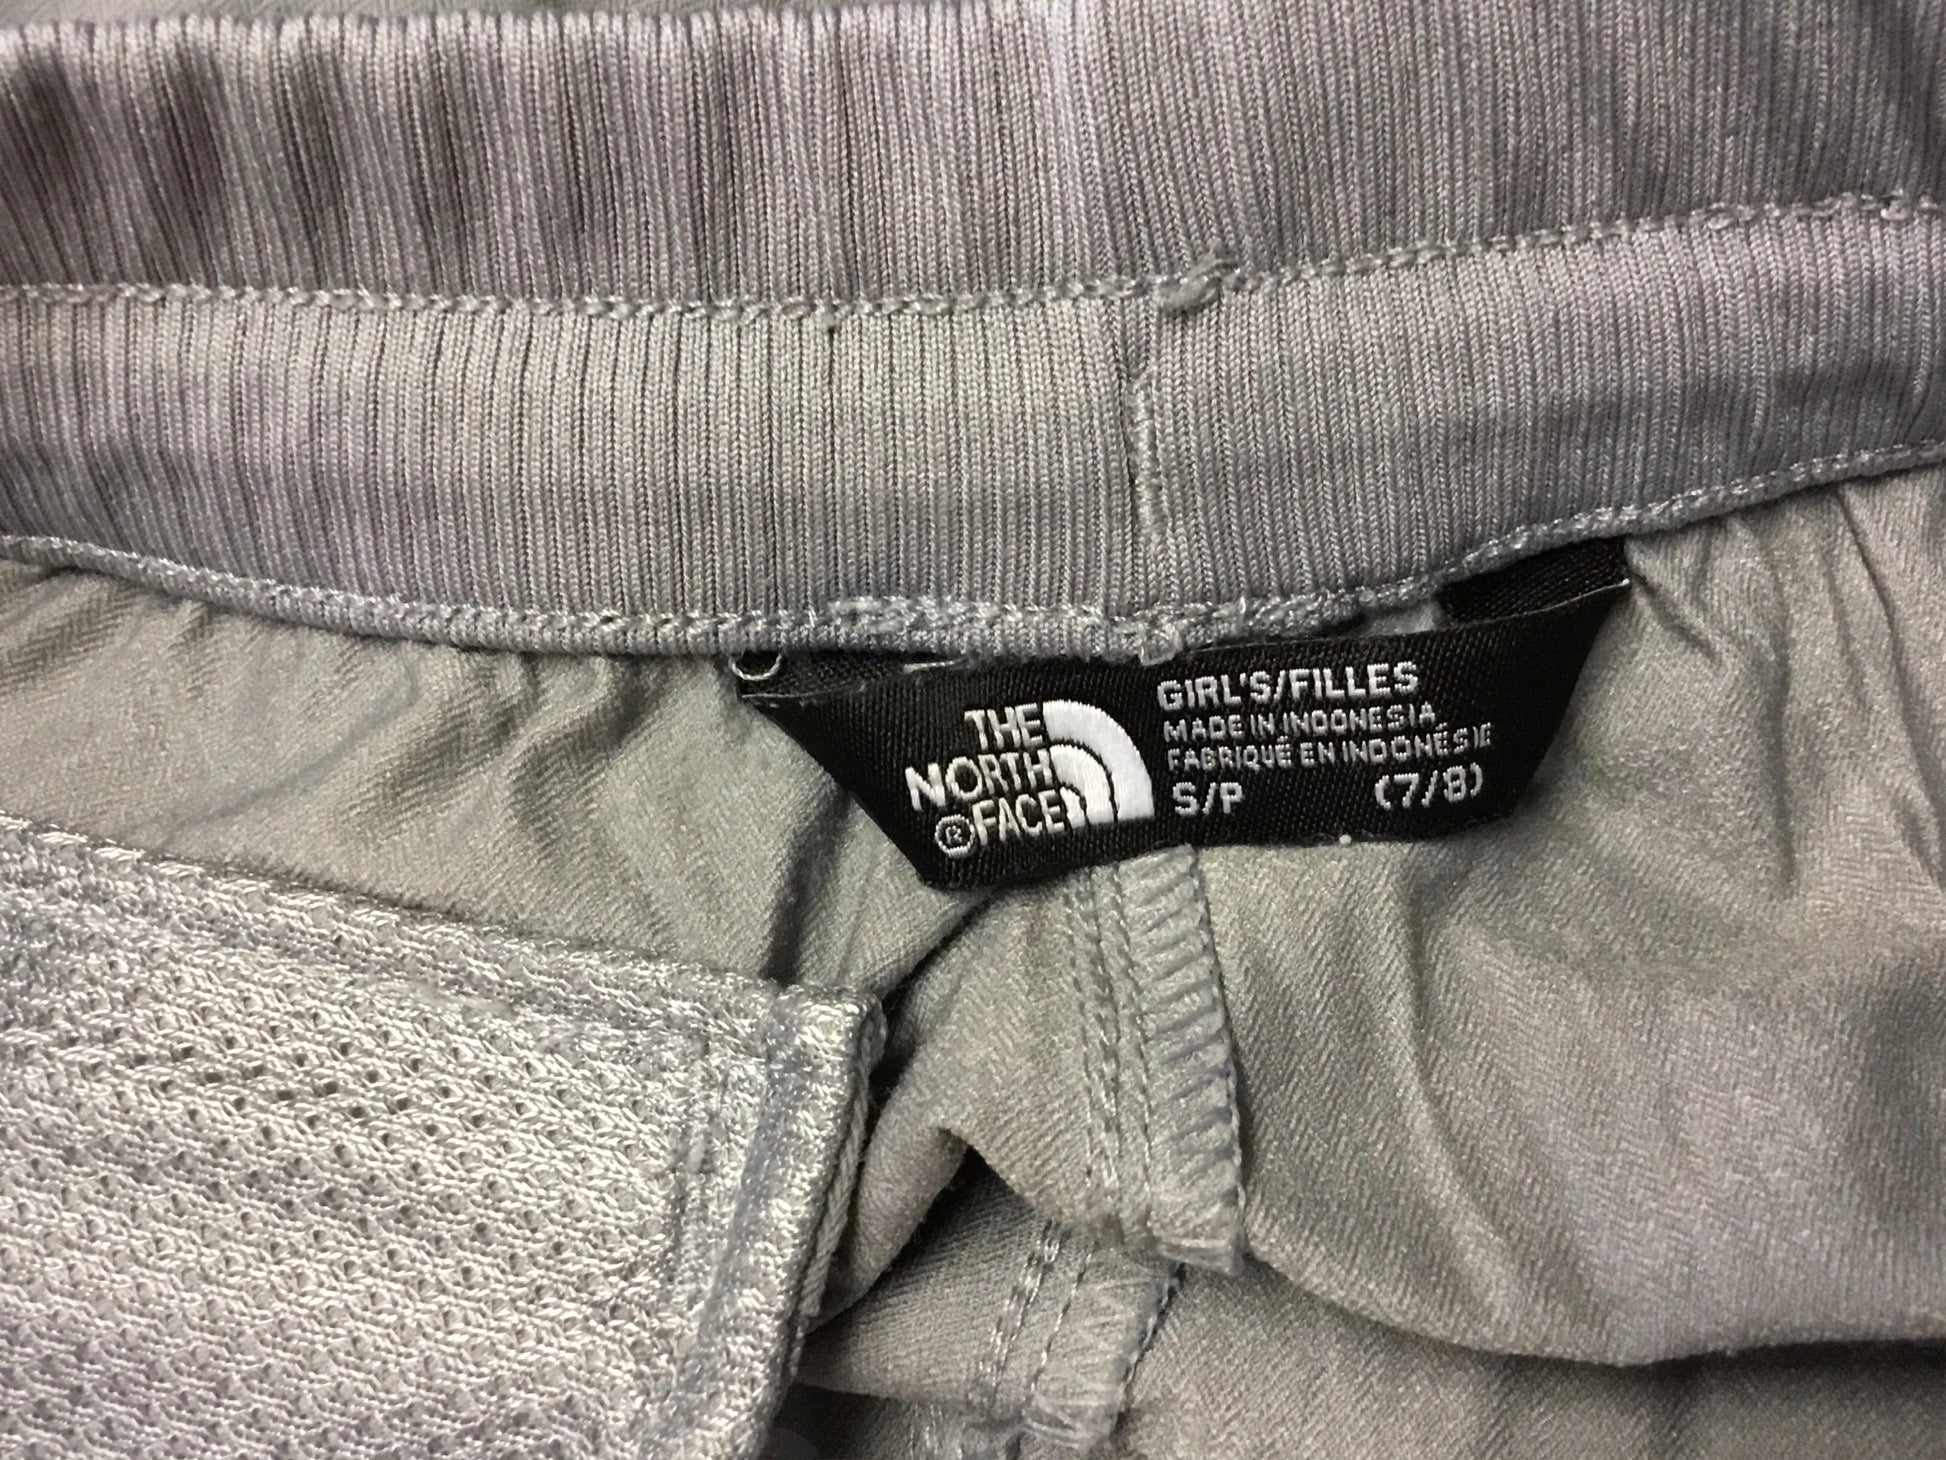 THE
NORTH
® FACE
GIRL'S/FILLES
MADE IN INDONESIA
FABRIQUÉ EN INDONÉSIE
S/P (7/8)